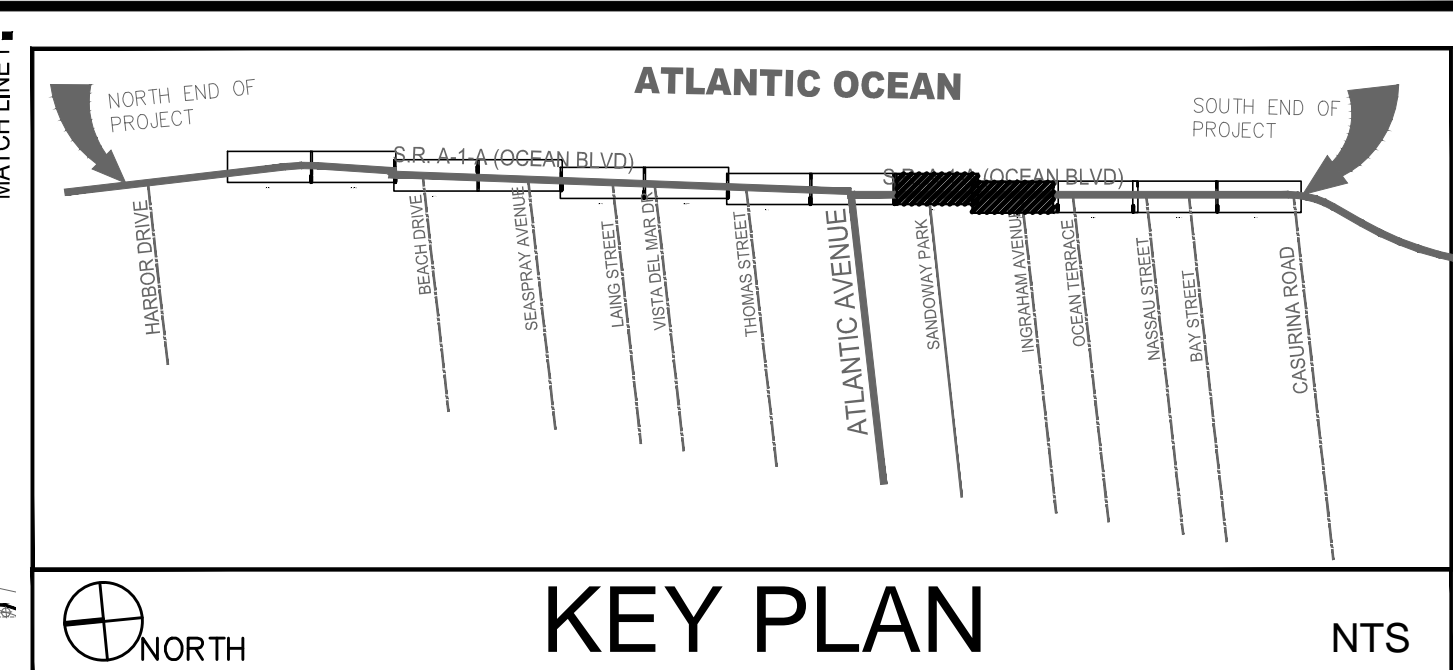 MATCH LINE
ATLANTIC OCEAN
NORTH END OF
PROJECT
SOUTH END OF
PROJECT
S.R. A-1-A (OCEAN BLVD)
(OCEAN BLVD)
HARBOR DRIVE
BEACH DRIVE
SEASPRAY AVENUE
LAING STREET
VISTA DEL MAR
THOMAS STREET
ATLANTIC AVENUE
SANDOWAY PARK
INGRAHAM AVENUE
OCEAN TERRACE
NASSAU STREET
BAY STREET
CASURINA ROAD
NORTH
KEY PLAN
NTS